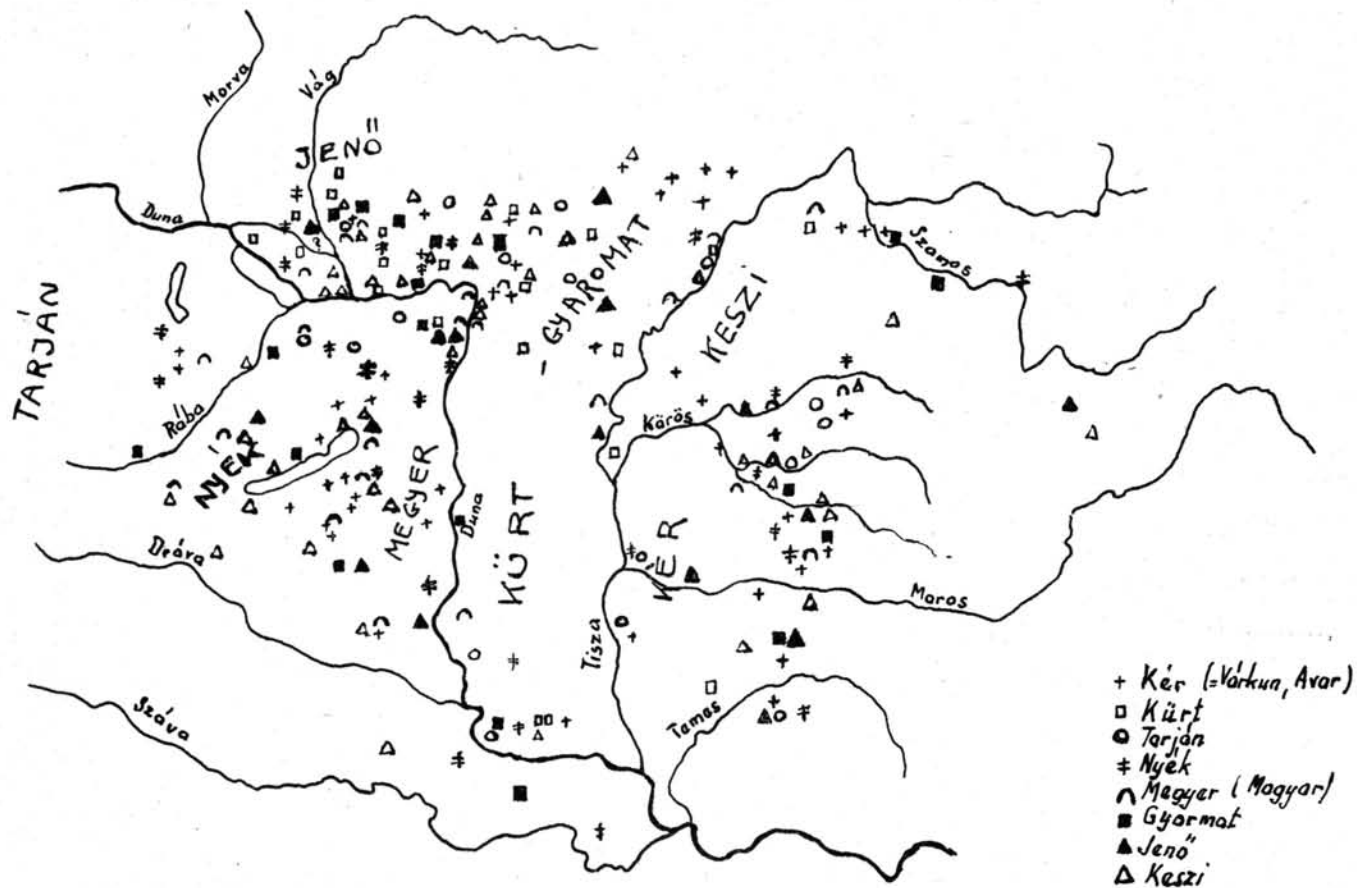 Morva
Vág
JENŐ
Duna
TARJÁN
GYAROMAT
KESZI
Szamos
Rába
NYÉK
MEGYER
Duna
KÜRT
Körös
KÉR
Dráva
Maros
Tisza
Száva
Temes
+ Kér (=Várkun, Avar)
Kürt
Tarján
Nyék
Megyer (Magyar)
Gyarmat
Jenő
Keszi